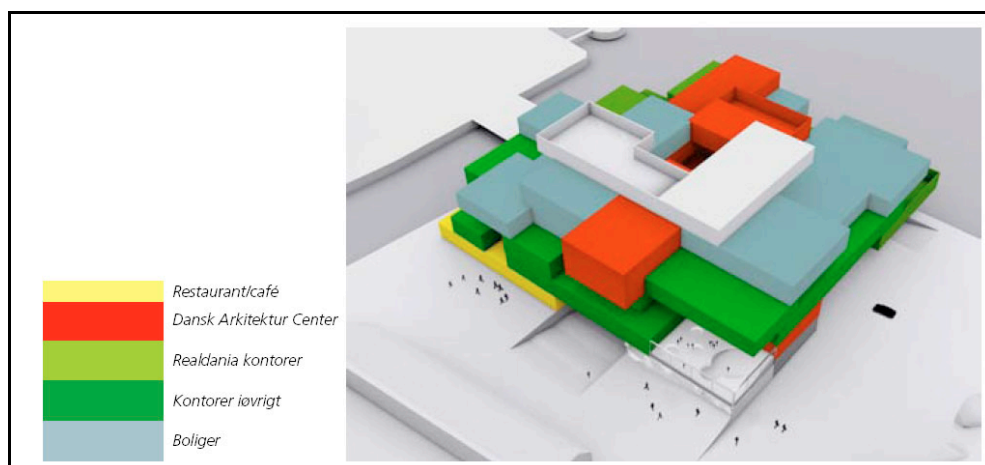 Restaurant/café
Dansk Arkitektur Center
Realdania kontorer
Kontorer iøvrigt
Boliger